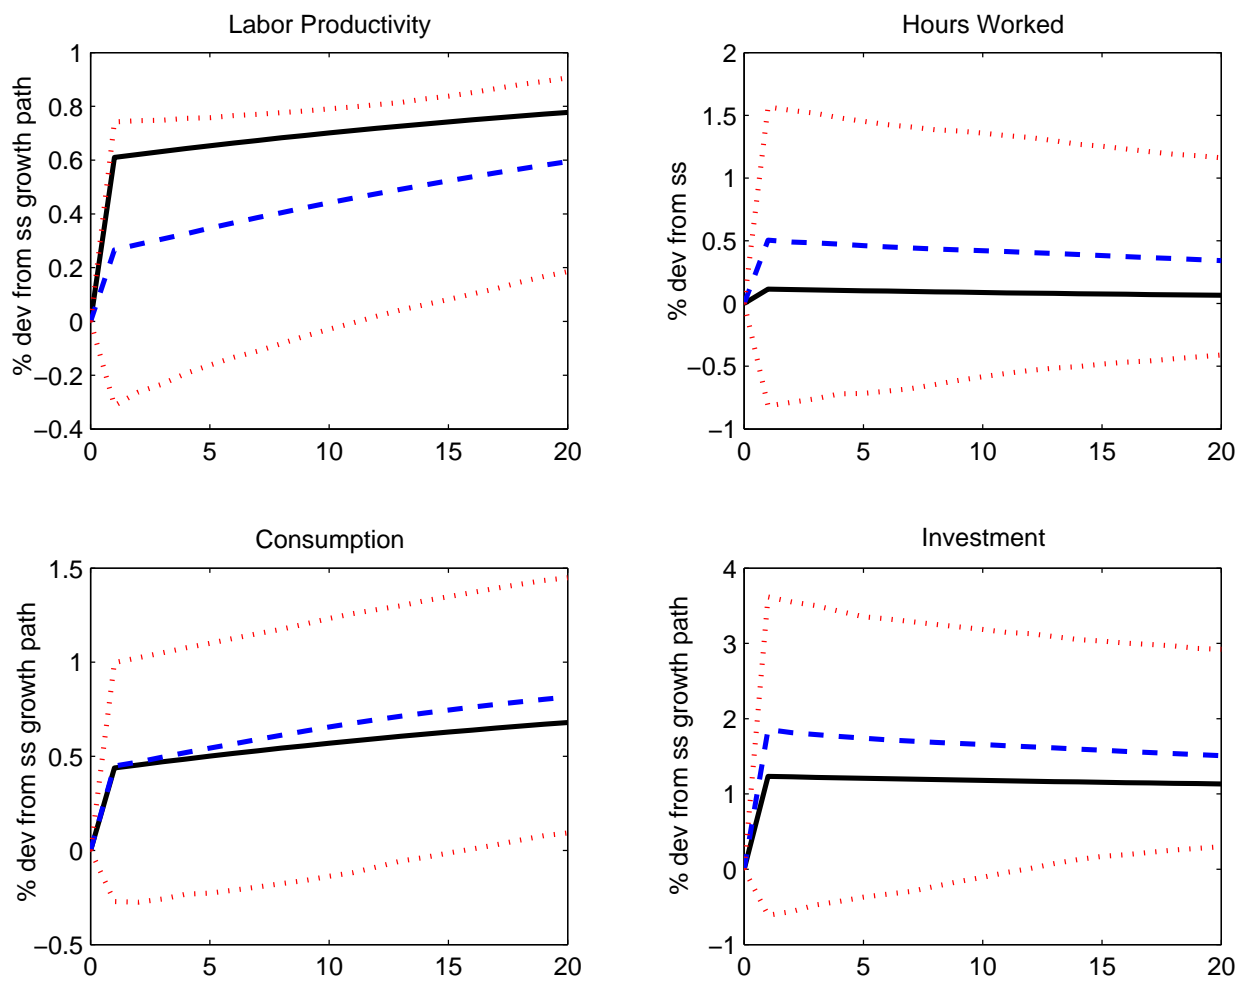 Labor Productivity
% dev from ss growth path
1
0.8
0.6
0.4
0.2
0
−0.2
−0.4
0 5 10 15 20
Hours Worked
% dev from ss
2
1.5
1
0.5
0
−0.5
−1
0 5 10 15 20
Consumption
% dev from ss growth path
1.5
1
0.5
0
−0.5
0 5 10 15 20
Investment
% dev from ss growth path
4
3
2
1
0
−1
0 5 10 15 20